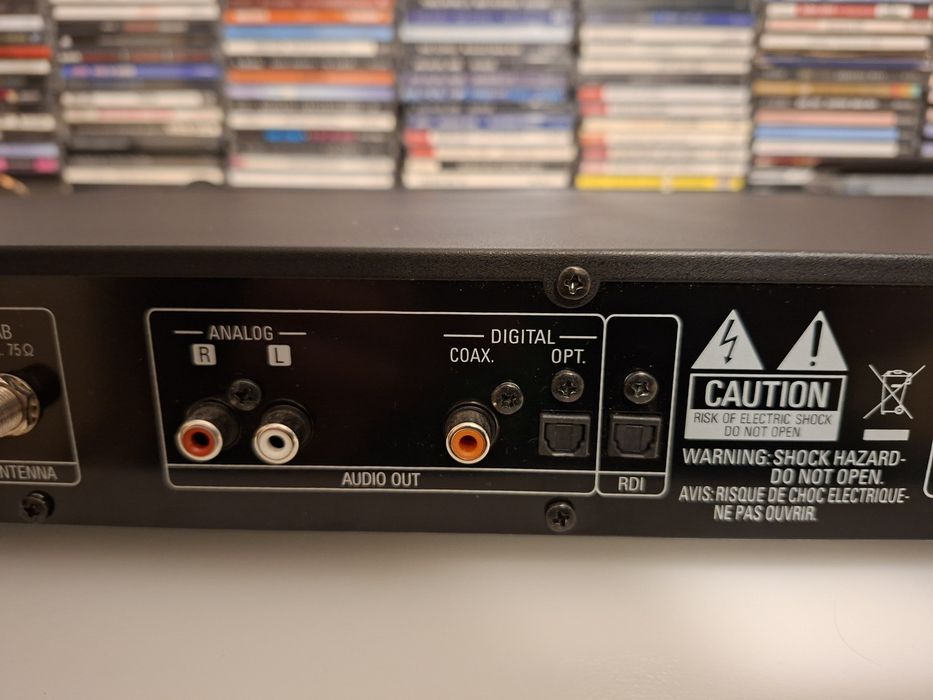 75Ω
ANTENNA
ANALOG
R L
DIGITAL
COAX. OPT.
AUDIO OUT
RDI
CAUTION
RISK OF ELECTRIC SHOCK
DO NOT OPEN
WARNING: SHOCK HAZARD-
DO NOT OPEN.
AVIS: RISQUE DE CHOC ELECTRIQUE-
NE PAS OUVRIR.